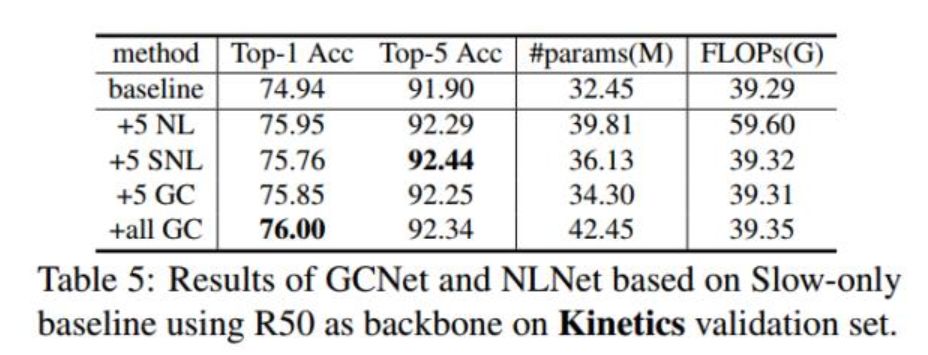 method Top-1 Acc Top-5 Acc #params(M) FLOPs(G)
baseline 74.94 91.90 32.45 39.29
+5 NL 75.95 92.29 39.81 59.60
+5 SNL 75.76 92.44 36.13 39.32
+5 GC 75.85 92.25 34.30 39.31
+all GC 76.00 92.34 42.45 39.35
Table 5: Results of GCNet and NLNet based on Slow-only
baseline using R50 as backbone on Kinetics validation set.